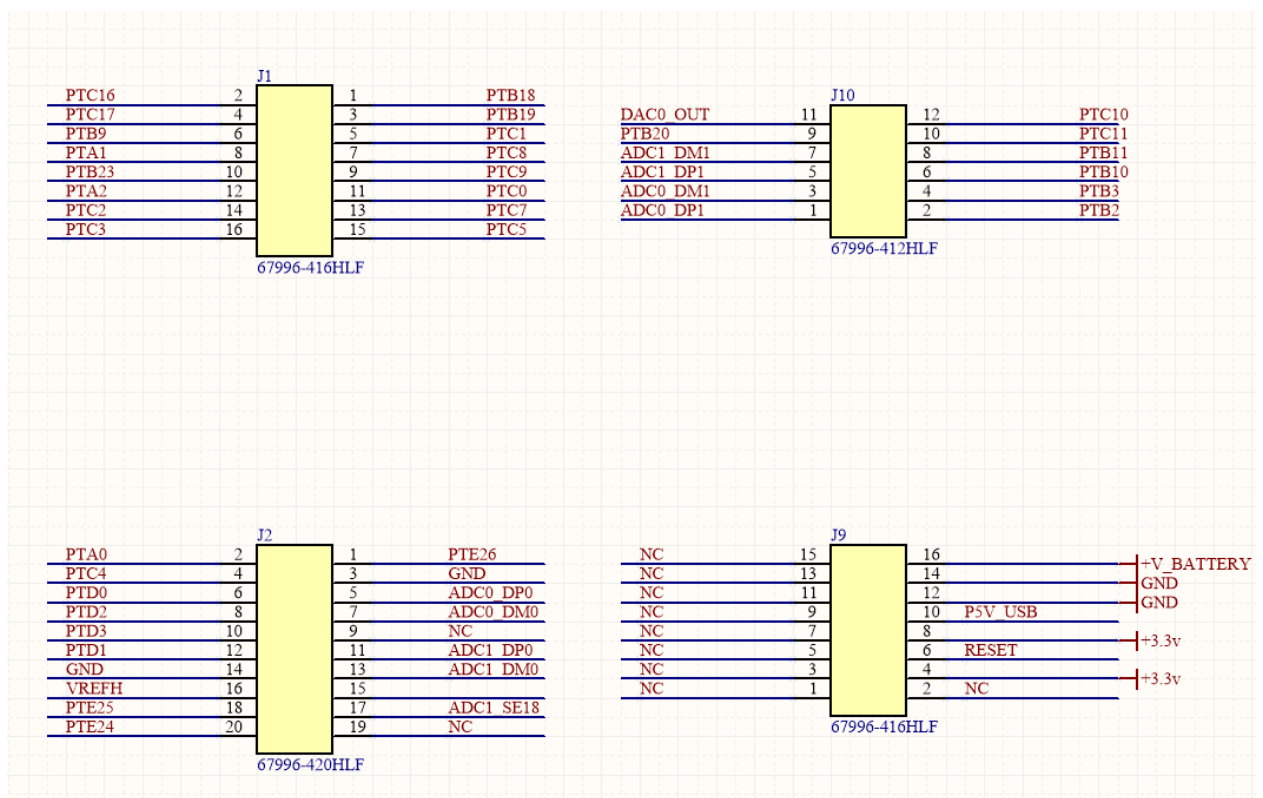 J1
PTC16 2 1 PTB18
PTC17 4 3 PTB19
PTB9 6 5 PTC1
PTA1 8 7 PTC8
PTB23 10 9 PTC9
PTA2 12 11 PTC0
PTC2 14 13 PTC7
PTC3 16 15 PTC5
67996-416HLF
J10
DAC0_OUT 11 12 PTC10
PTB20 9 10 PTC11
ADC1_DM1 7 8 PTB11
ADC1_DP1 5 6 PTB10
ADC0_DM1 3 4 PTB3
ADC0_DP1 1 2 PTB2
67996-412HLF
J2
PTA0 2 1 PTE26
PTC4 4 3 GND
PTD0 6 5 ADC0_DP0
PTD2 8 7 ADC0_DM0
PTD3 10 9 NC
PTD1 12 11 ADC1_DP0
GND 14 13 ADC1_DM0
VREFH 16 15
PTE25 18 17 ADC1_SE18
PTE24 20 19 NC
67996-420HLF
J9
NC 15 16 +V_BATTERY
NC 13 14 GND
NC 11 12 GND
NC 9 10 P5V_USB
NC 7 8 +3.3v
NC 5 6 RESET
NC 3 4 +3.3v
NC 1 2 NC
67996-416HLF